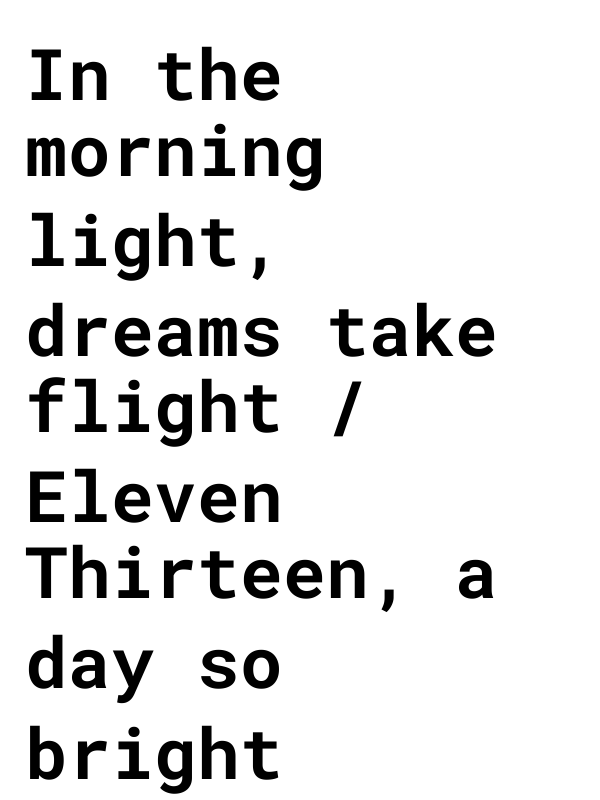 In the
morning
light,
dreams take
flight /
Eleven
Thirteen, a
day so
bright